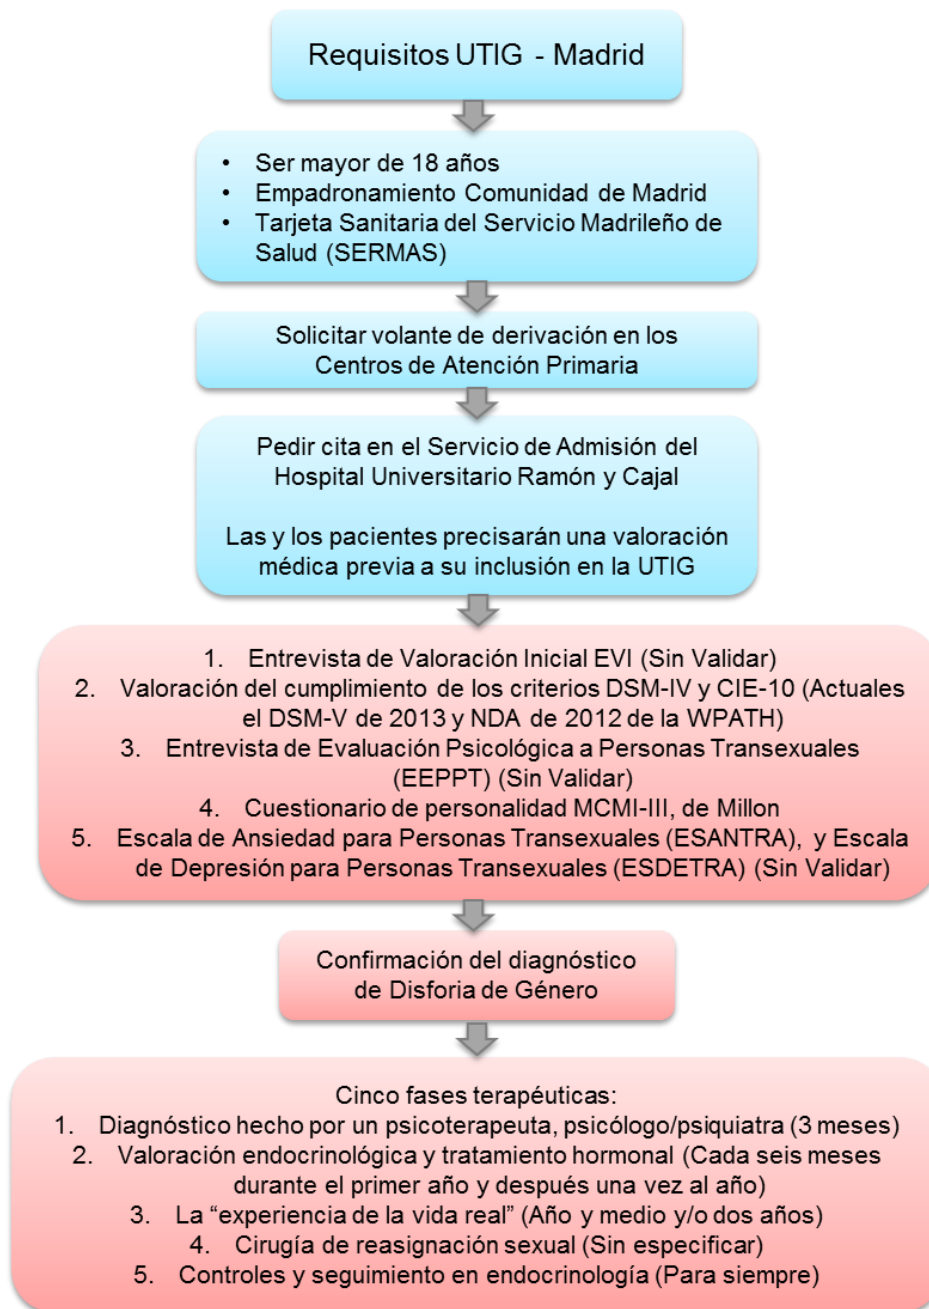 Requisitos UTIG - Madrid
• Ser mayor de 18 años
• Empadronamiento Comunidad de Madrid
• Tarjeta Sanitaria del Servicio Madrileño de
Salud (SERMAS)
Solicitar volante de derivación en los
Centros de Atención Primaria
Pedir cita en el Servicio de Admisión del
Hospital Universitario Ramón y Cajal
Las y los pacientes precisarán una valoración
médica previa a su inclusión en la UTIG
1. Entrevista de Valoración Inicial EVI (Sin Validar)
2. Valoración del cumplimiento de los criterios DSM-IV y CIE-10 (Actuales
el DSM-V de 2013 y NDA de 2012 de la WPATH)
3. Entrevista de Evaluación Psicológica a Personas Transexuales
(EEPPT) (Sin Validar)
4. Cuestionario de personalidad MCMI-III, de Millon
5. Escala de Ansiedad para Personas Transexuales (ESANTRA), y Escala
de Depresión para Personas Transexuales (ESDETRA) (Sin Validar)
Confirmación del diagnóstico
de Disforia de Género
Cinco fases terapéuticas:
1. Diagnóstico hecho por un psicoterapeuta, psicólogo/psiquiatra (3 meses)
2. Valoración endocrinológica y tratamiento hormonal (Cada seis meses
durante el primer año y después una vez al año)
3. La “experiencia de la vida real” (Año y medio y/o dos años)
4. Cirugía de reasignación sexual (Sin especificar)
5. Controles y seguimiento en endocrinología (Para siempre)